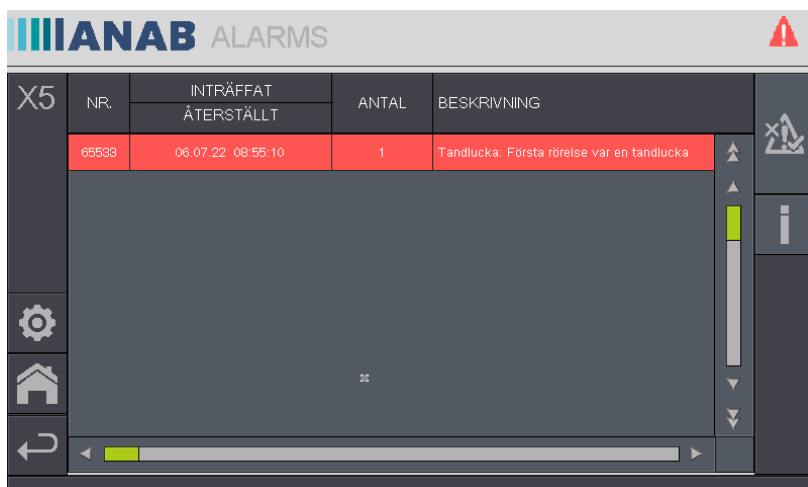 ANAB ALARMS
X5
NR.
INTRÄFFAT
ÅTERSTÄLLT
ANTAL
BESKRIVNING
65533 06.07.22 08:55:10 1 Tandlucka: Första rörelse var en tandlucka